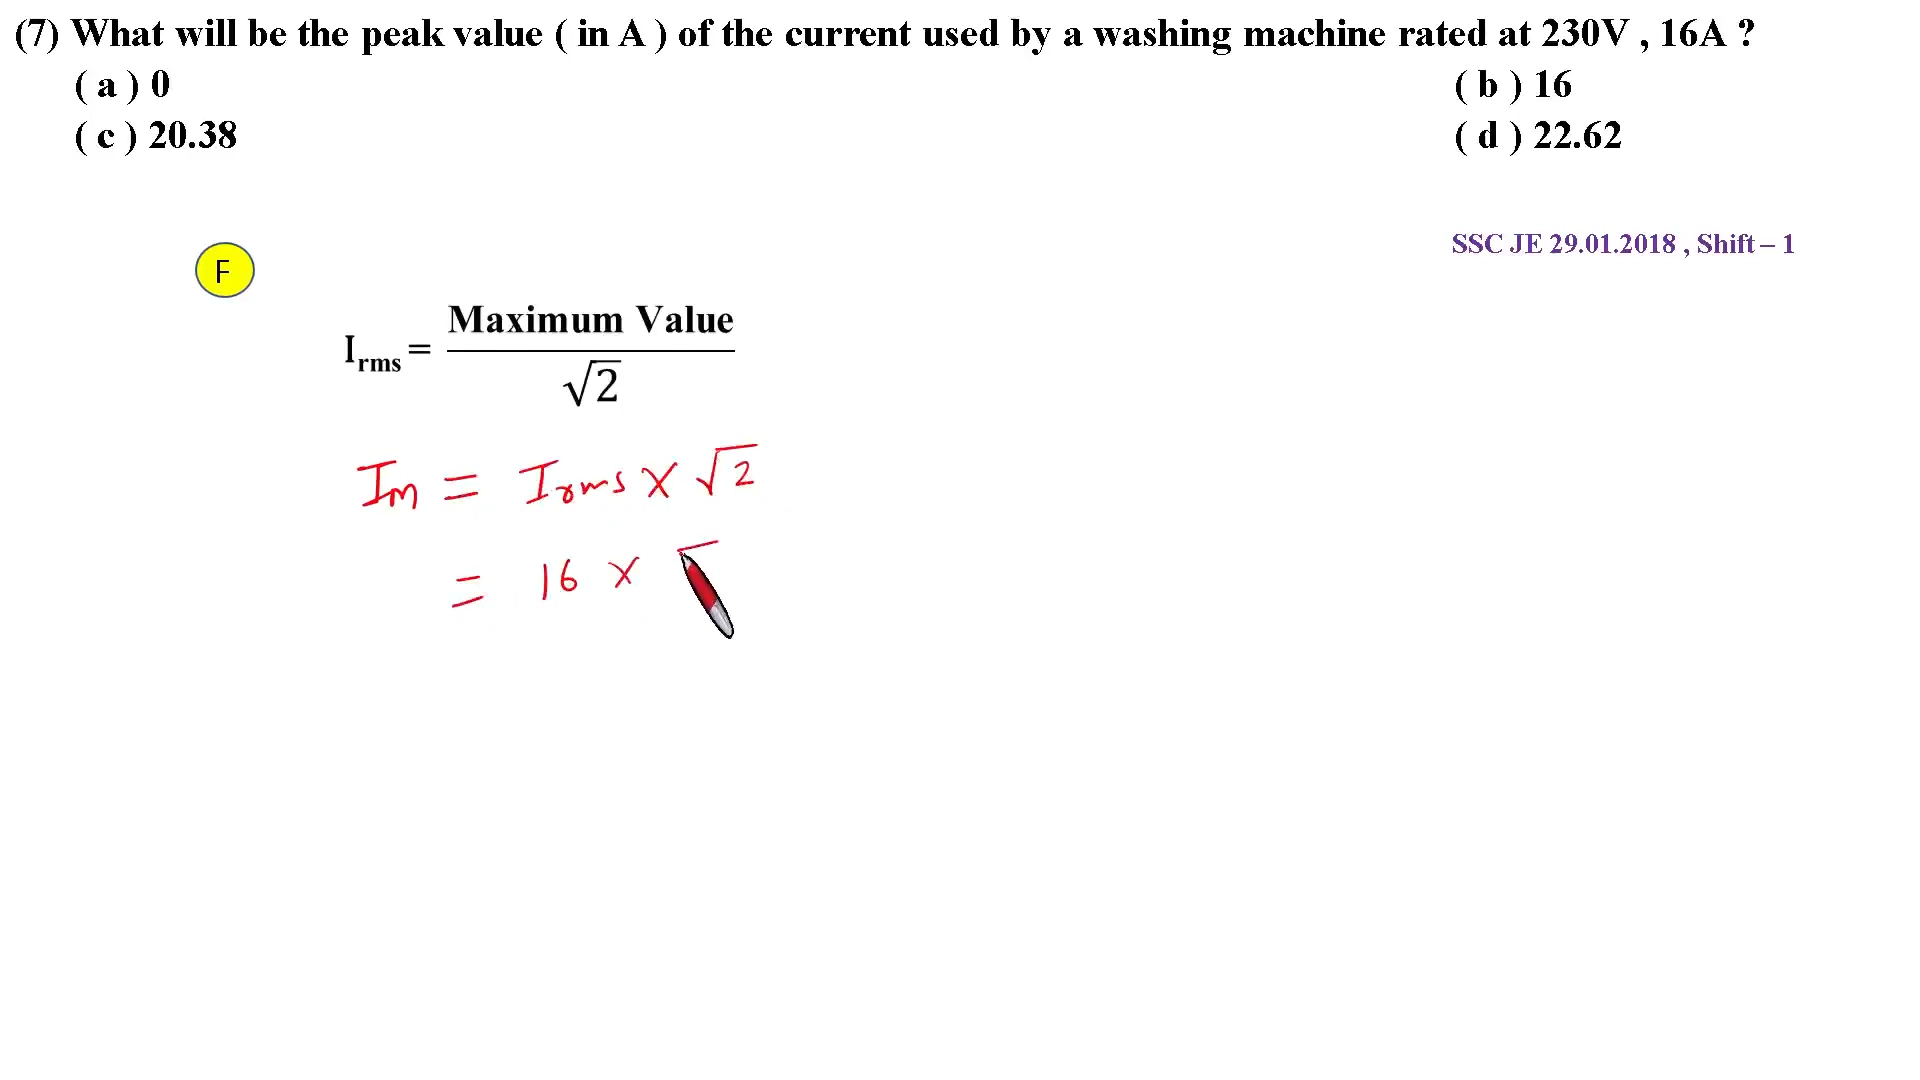 (7) What will be the peak value ( in A ) of the current used by a washing machine rated at 230V , 16A ?
( a ) 0 ( b ) 16
( c ) 20.38 ( d ) 22.62
SSC JE 29.01.2018 , Shift – 1
F
Maximum Value
Irms =
√2
Im = Irms × √2
= 16 × √